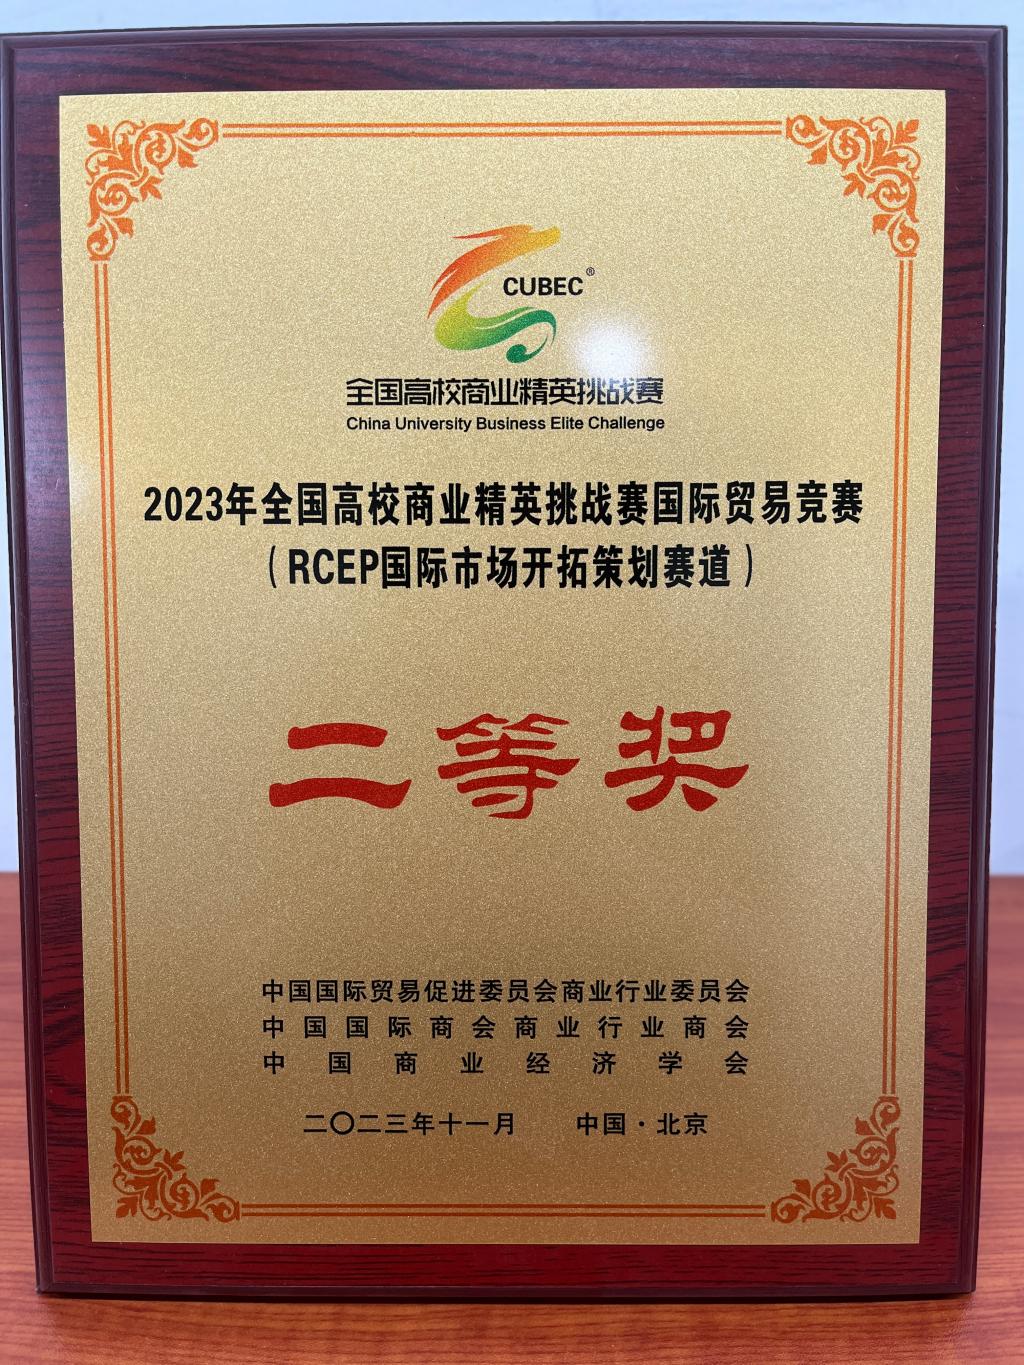 CUBEC®
全国高校商业精英挑战赛
China University Business Elite Challenge
2023年全国高校商业精英挑战赛国际贸易竞赛
（RCEP国际市场开拓策划赛道）
二等奖
中国国际贸易促进委员会商业行业委员会
中国国际商会商业行业商会
中国商业经济学会
二〇二三年十一月 中国·北京